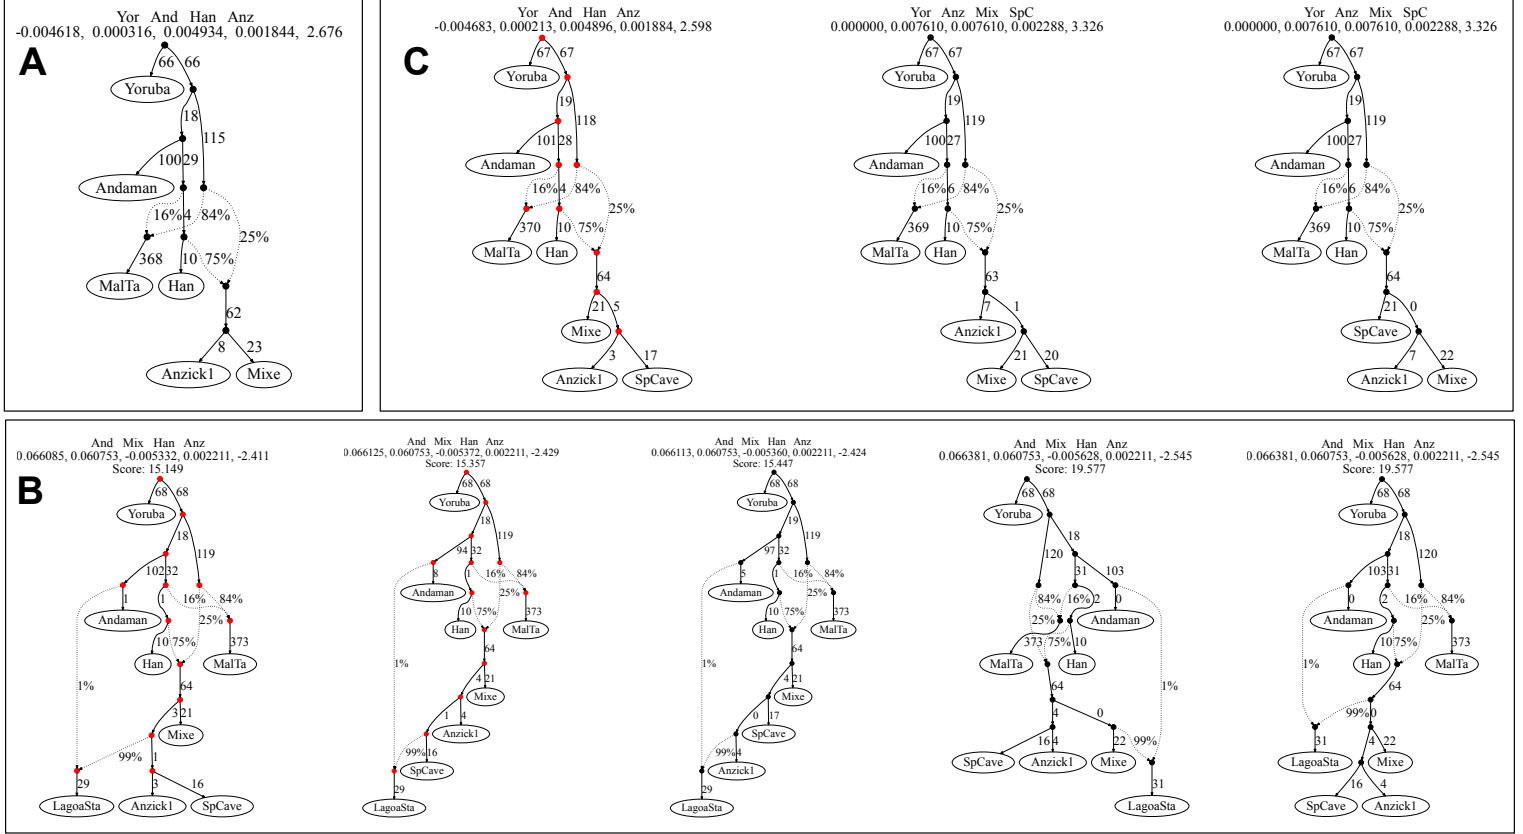 A
Yor And Han Anz
-0.004618, 0.000316, 0.004934, 0.001844, 2.676
66 66
Yoruba
18
115
100 29
Andaman
16% 4 84%
25%
368 10 75%
MalTa Han
62
8 23
Anzick1 Mixe
C
Yor And Han Anz
-0.004683, 0.000213, 0.004896, 0.001884, 2.598
67 67
Yoruba
19
118
101 28
Andaman
16% 4 84%
25%
370 10 75%
MalTa Han
64
21 5
Mixe
3 17
Anzick1 SpCave
Yor Anz Mix SpC
0.000000, 0.007610, 0.007610, 0.002288, 3.326
67 67
Yoruba
19
119
100 27
Andaman
16% 6 84%
25%
369 10 75%
MalTa Han
63
7 1
Anzick1
21 20
Mixe SpCave
Yor Anz Mix SpC
0.000000, 0.007610, 0.007610, 0.002288, 3.326
67 67
Yoruba
19
119
100 27
Andaman
16% 6 84%
25%
369 10 75%
MalTa Han
64
21 0
SpCave
7 22
Anzick1 Mixe
B
And Mix Han Anz
0.066085, 0.060753, -0.005332, 0.002211, -2.411
Score: 15.149
68 68
Yoruba
18
119
102 32
1 1 16% 84%
Andaman 25%
10 75% 373
Han MalTa
1% 64
3 21
Mixe
99% 1
29 3 16
LagoaSta Anzick1 SpCave
And Mix Han Anz
0.066125, 0.060753, -0.005372, 0.002211, -2.429
Score: 15.357
68 68
Yoruba
18
119
94 32
8 1 16% 84%
Andaman 25%
10 75% 373
Han MalTa
64
1%
4 21
Mixe
1 4
Anzick1
99% 16
SpCave
29
LagoaSta
And Mix Han Anz
0.066113, 0.060753, -0.005360, 0.002211, -2.424
Score: 15.447
68 68
Yoruba
19
119
97 32
5 1 16% 84%
Andaman 25%
10 75% 373
Han MalTa
64
1%
4 21
Mixe
0 17
SpCave
99% 4
Anzick1
29
LagoaSta
And Mix Han Anz
0.066381, 0.060753, -0.005628, 0.002211, -2.545
Score: 19.577
68 68
Yoruba
18
120
31 103
84% 16% 2 0
25% Andaman
373 75% 10
MalTa Han
64 1%
4 0
16 4 22 99%
SpCave Anzick1 Mixe
31
LagoaSta
And Mix Han Anz
0.066381, 0.060753, -0.005628, 0.002211, -2.545
Score: 19.577
68 68
Yoruba
18
120
103 31
0 2 16% 84%
Andaman 25%
10 75% 373
Han MalTa
1% 64
99% 0
31 4 22
LagoaSta Mixe
16 4
SpCave Anzick1